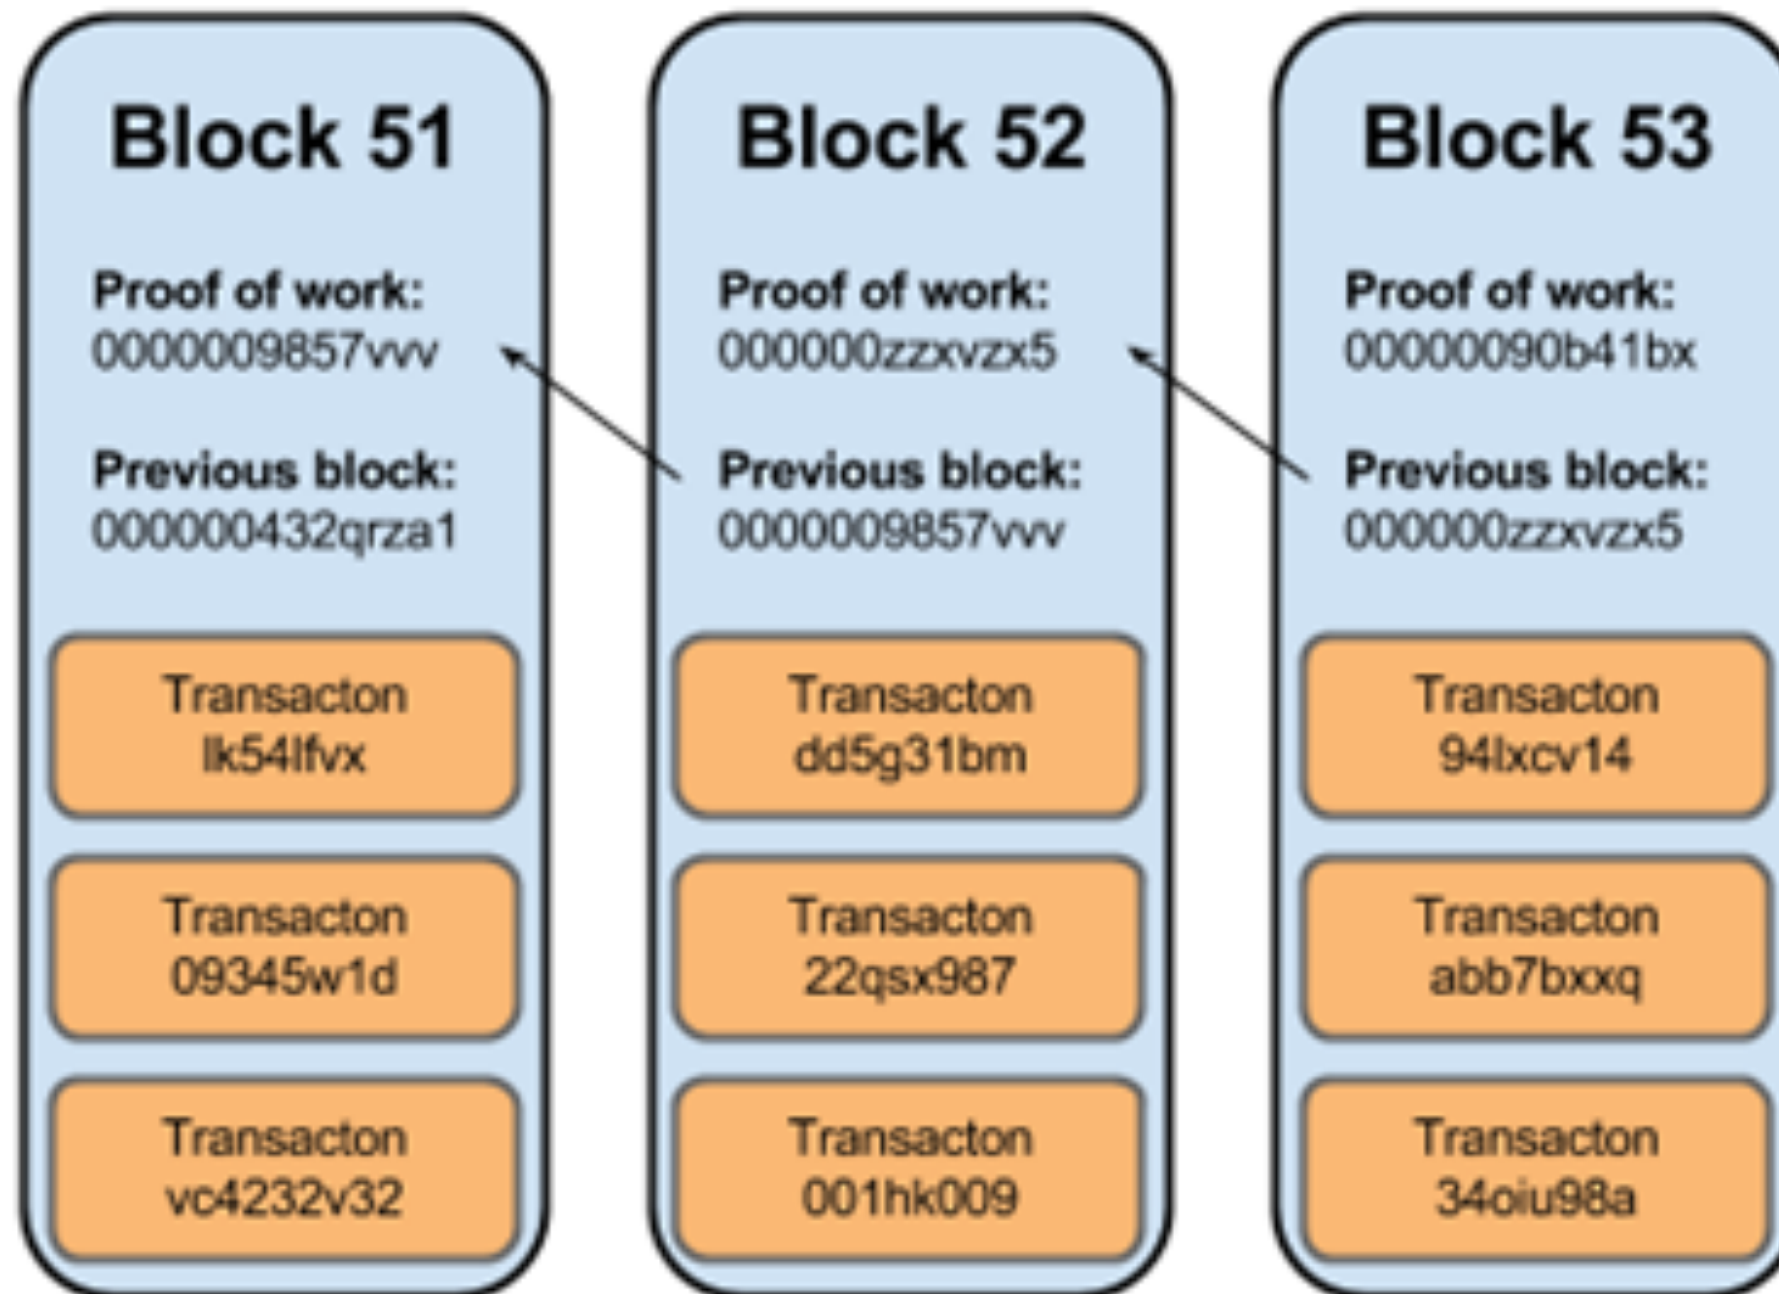 Block 51
Proof of work:
0000009857vvv
Previous block:
000000432qrza1
Transacton
lk54lfvx
Transacton
09345w1d
Transacton
vc4232v32
Block 52
Proof of work:
000000zzxvzx5
Previous block:
0000009857vvv
Transacton
dd5g31bm
Transacton
22qsx987
Transacton
001hk009
Block 53
Proof of work:
00000090b41bx
Previous block:
000000zzxvzx5
Transacton
94lxcv14
Transacton
abb7bxxq
Transacton
34oiu98a